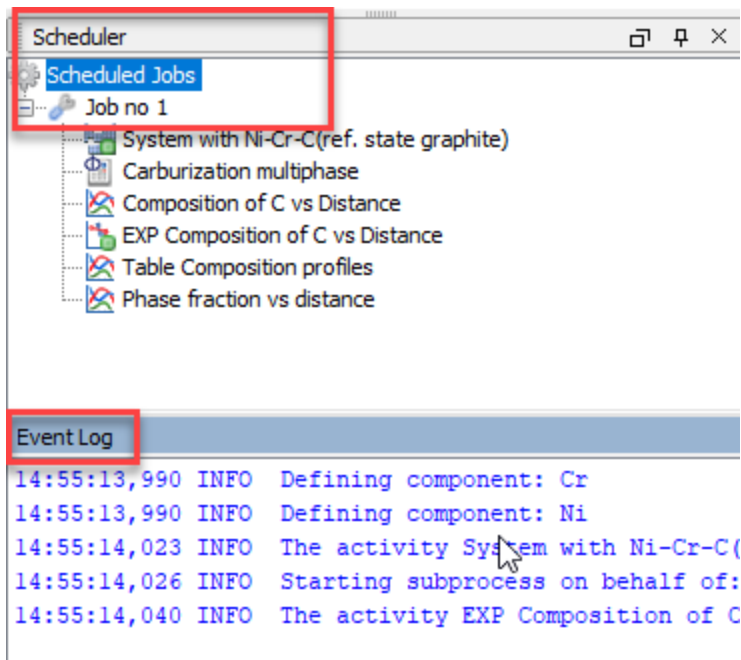 Scheduler
Scheduled Jobs
Job no 1
System with Ni-Cr-C(ref. state graphite)
Carburization multiphase
Composition of C vs Distance
EXP Composition of C vs Distance
Table Composition profiles
Phase fraction vs distance
Event Log
14:55:13,990 INFO Defining component: Cr
14:55:13,990 INFO Defining component: Ni
14:55:14,023 INFO The activity System with Ni-Cr-C(
14:55:14,026 INFO Starting subprocess on behalf of:
14:55:14,040 INFO The activity EXP Composition of C